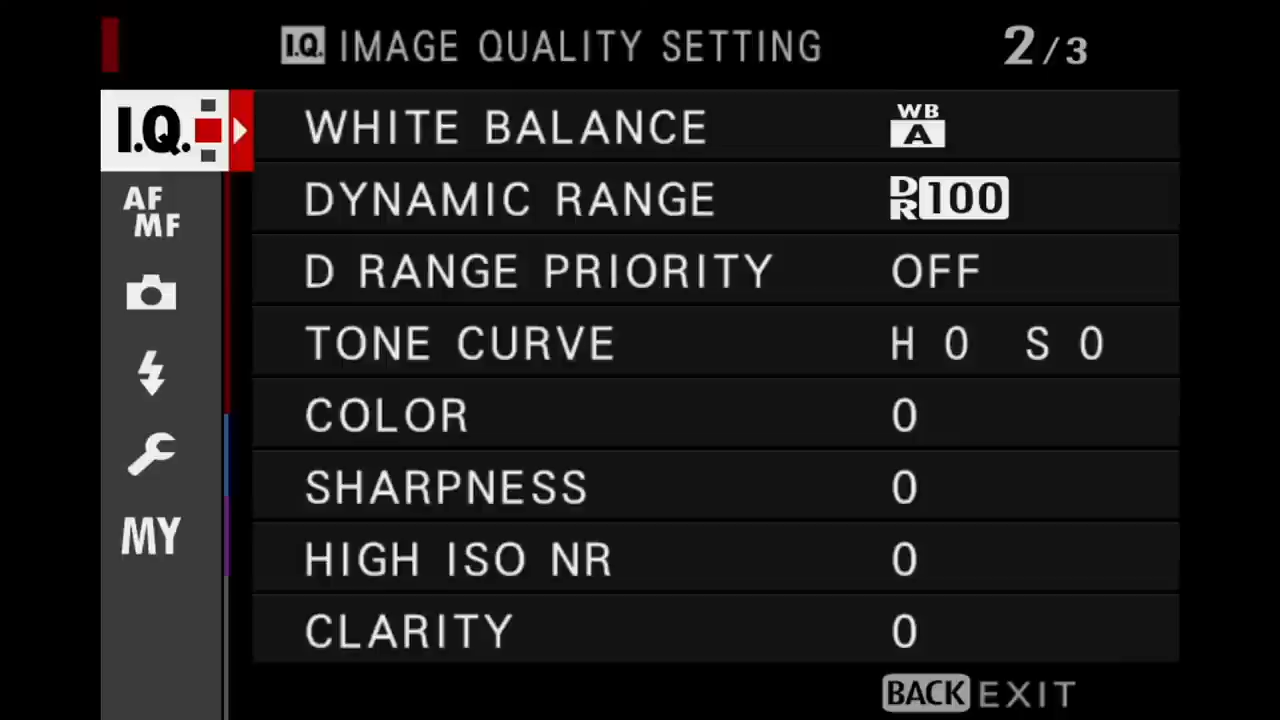 I.Q. IMAGE QUALITY SETTING 2/3
I.Q.
WHITE BALANCE WB A
DYNAMIC RANGE DR100
AF MF
D RANGE PRIORITY OFF
TONE CURVE H 0 S 0
COLOR 0
SHARPNESS 0
MY
HIGH ISO NR 0
CLARITY 0
BACK EXIT